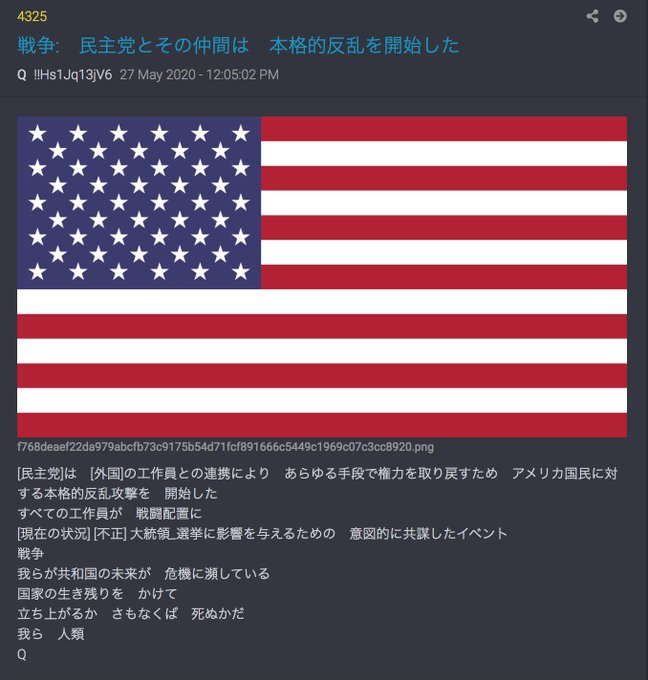 4325
戦争:　民主党とその仲間は　本格的反乱を開始した
Q !!Hs1Jq13jV6 27 May 2020 - 12:05:02 PM
f768deaef22da979abcfb73c9175b54d71fcf891666c5449c1969c07c3cc8920.png
[民主党]は　[外国]の工作員との連携により　あらゆる手段で権力を取り戻すため　アメリカ国民に対
する本格的反乱攻撃を　開始した
すべての工作員が　戦闘配置に
[現在の状況] [不正] 大統領_選挙に影響を与えるための　意図的に共謀したイベント
戦争
我らが共和国の未来が　危機に瀕している
国家の生き残りを　かけて
立ち上がるか　さもなくば　死ぬかだ
我ら　人類
Q